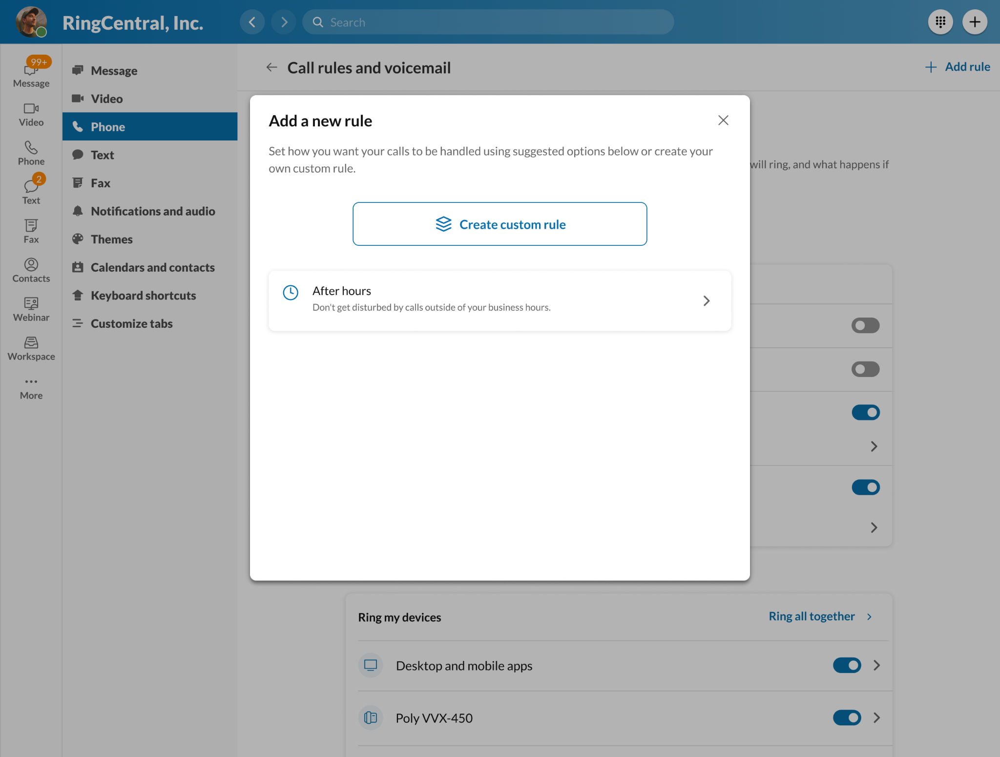 RingCentral, Inc.
Search
99+
Message
Video
Phone
2
Text
Fax
Contacts
Webinar
Workspace
More
Message
Video
Phone
Text
Fax
Notifications and audio
Themes
Calendars and contacts
Keyboard shortcuts
Customize tabs
Call rules and voicemail
Add rule
will ring, and what happens if
Add a new rule
Set how you want your calls to be handled using suggested options below or create your
own custom rule.
Create custom rule
After hours
Don't get disturbed by calls outside of your business hours.
Ring my devices
Ring all together
Desktop and mobile apps
Poly VVX-450